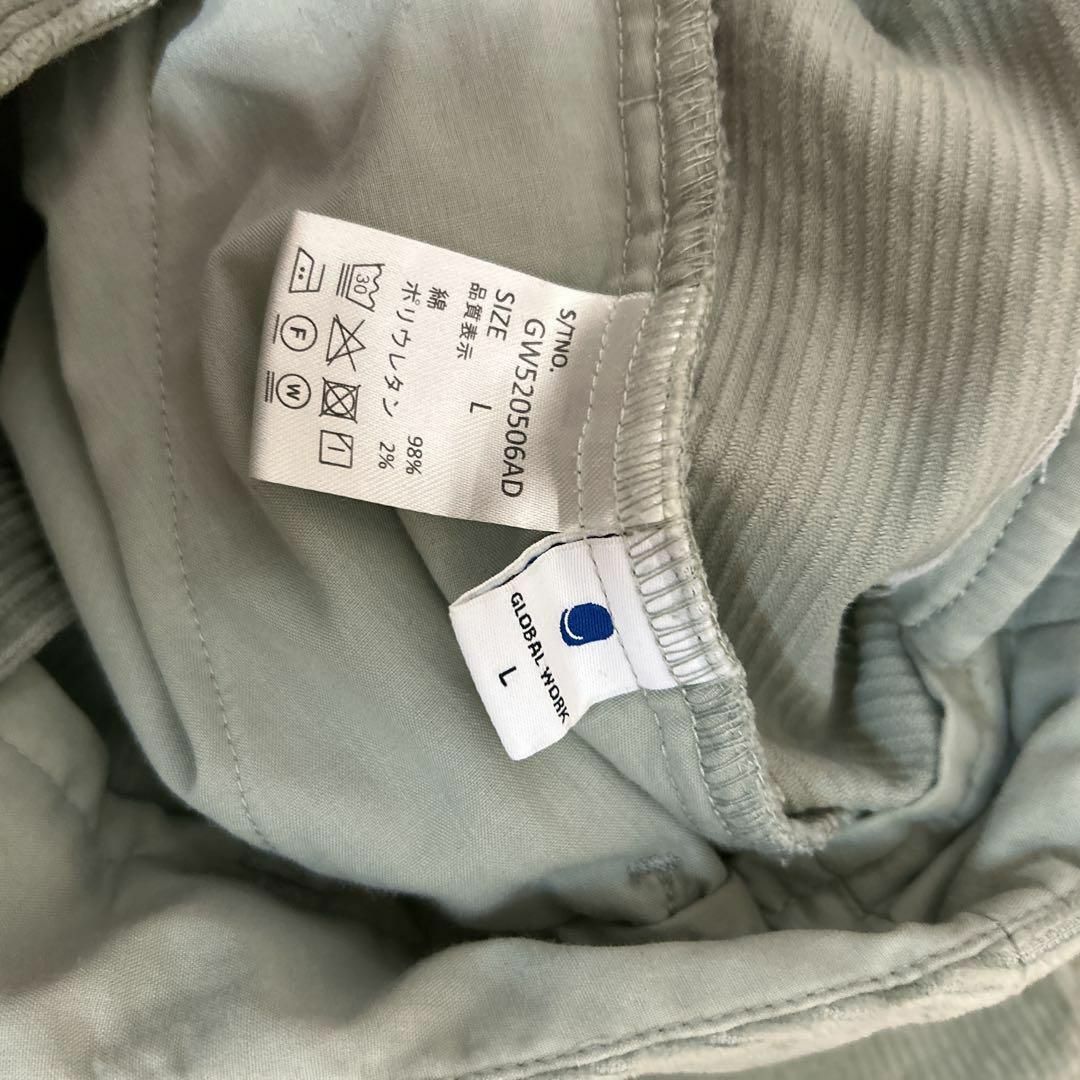 S/TNO.
GW520506AD
SIZE L
品質表示
綿 98%
ポリウレタン 2%
30
F
W
GLOBAL WORK
L